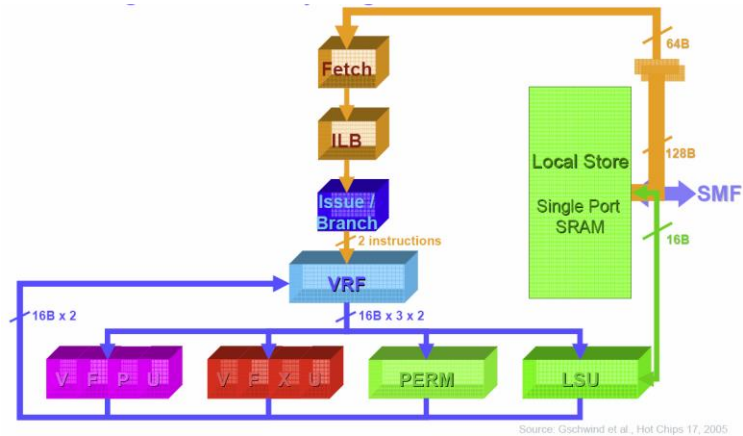 64B
Fetch
128B
ILB
Local Store
SMF
Issue /
Branch
Single Port
SRAM
16B
2 instructions
VRF
16B x 2
16B x 3 x 2
V F P U
V F X U
PERM
LSU
Source: Gschwind et al., Hot Chips 17, 2005